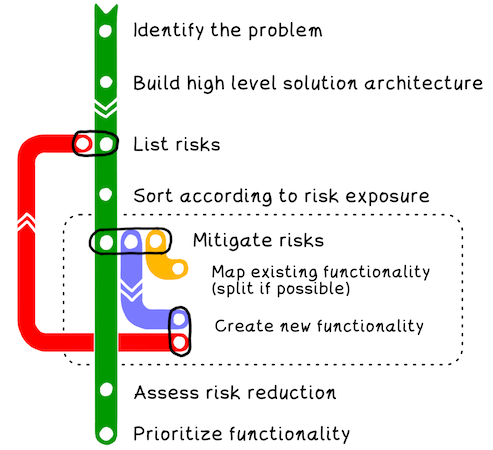 Identify the problem
Build high level solution architecture
List risks
Sort according to risk exposure
Mitigate risks
Map existing functionality
(split if possible)
Create new functionality
Assess risk reduction
Prioritize functionality